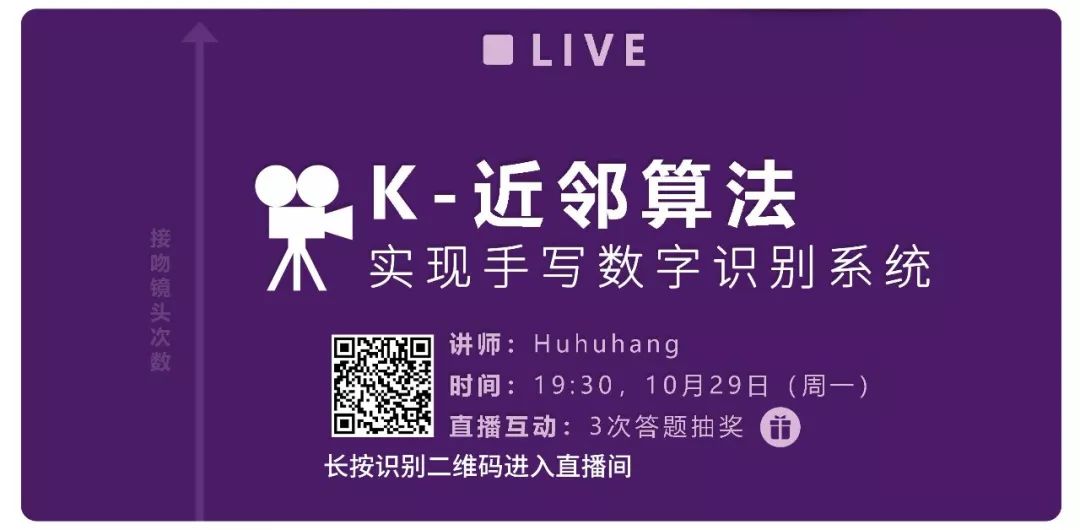 LIVE
K-近邻算法
实现手写数字识别系统
接吻镜头次数
讲师：Huhuhang
时间：19:30，10月29日（周一）
直播互动：3次答题抽奖
长按识别二维码进入直播间